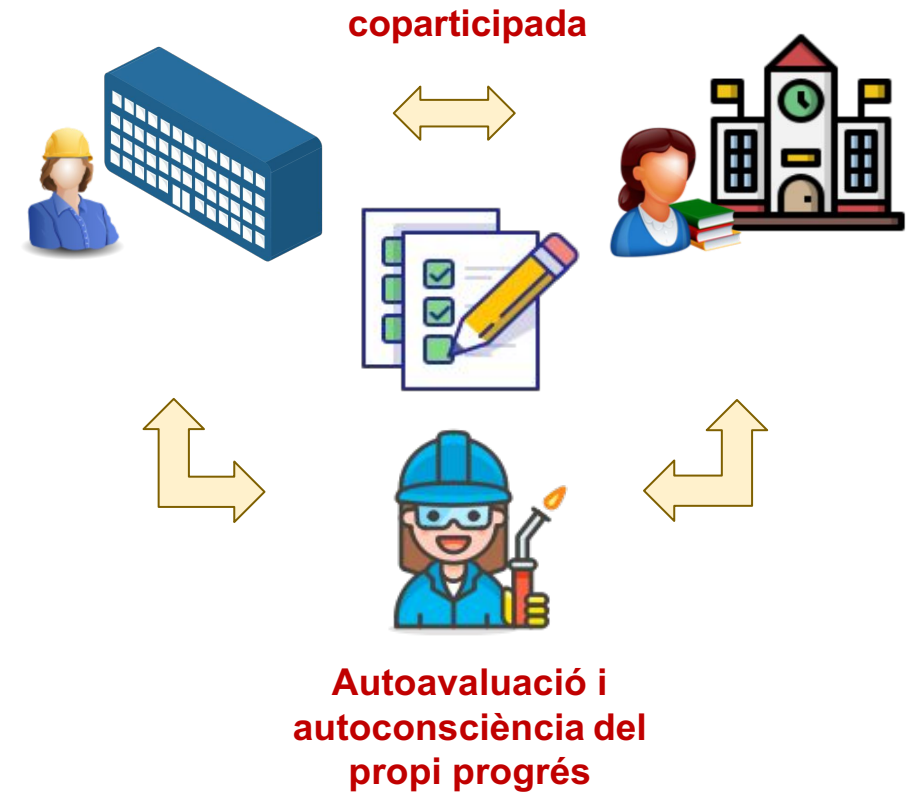 coparticipada
Autoavaluació i
autoconsciència del
propi progrés